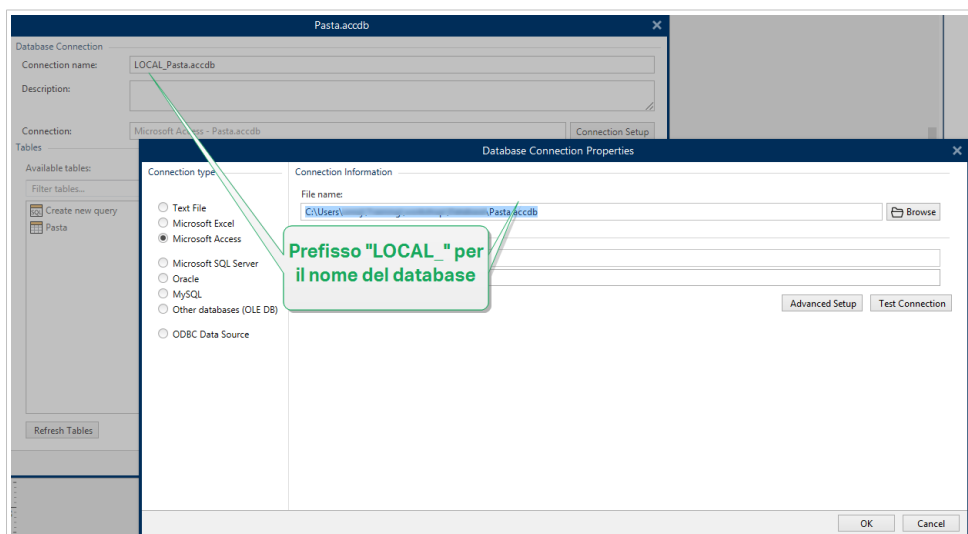 Pasta.accdb
Database Connection
Connection name:
LOCAL_Pasta.accdb
Description:
Connection:
Microsoft Access - Pasta.accdb
Connection Setup
Tables
Available tables:
Filter tables...
SQL Create new query
Pasta
Refresh Tables
Database Connection Properties
Connection type
Text File
Microsoft Excel
Microsoft Access
Microsoft SQL Server
Oracle
MySQL
Other databases (OLE DB)
ODBC Data Source
Connection Information
File name:
C:\Users\ \Pasta.accdb
Browse
Prefisso "LOCAL_" per
il nome del database
Advanced Setup
Test Connection
OK
Cancel